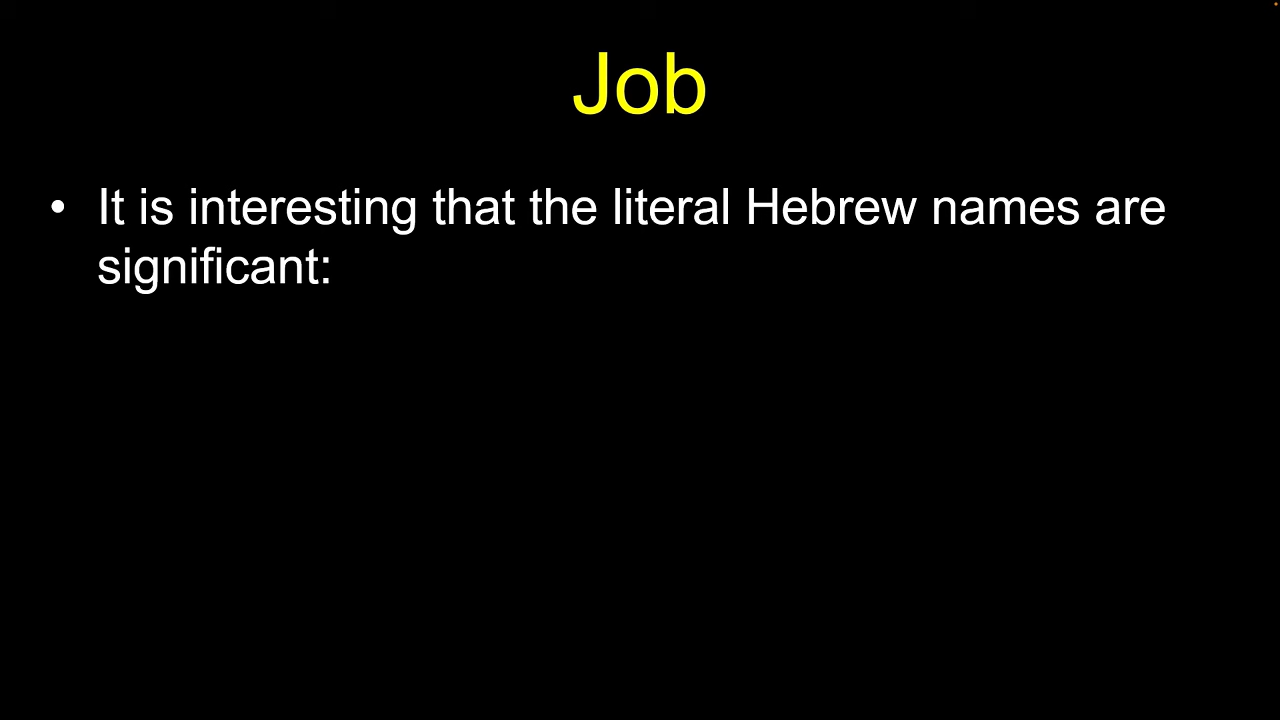 Job
• It is interesting that the literal Hebrew names are
significant: